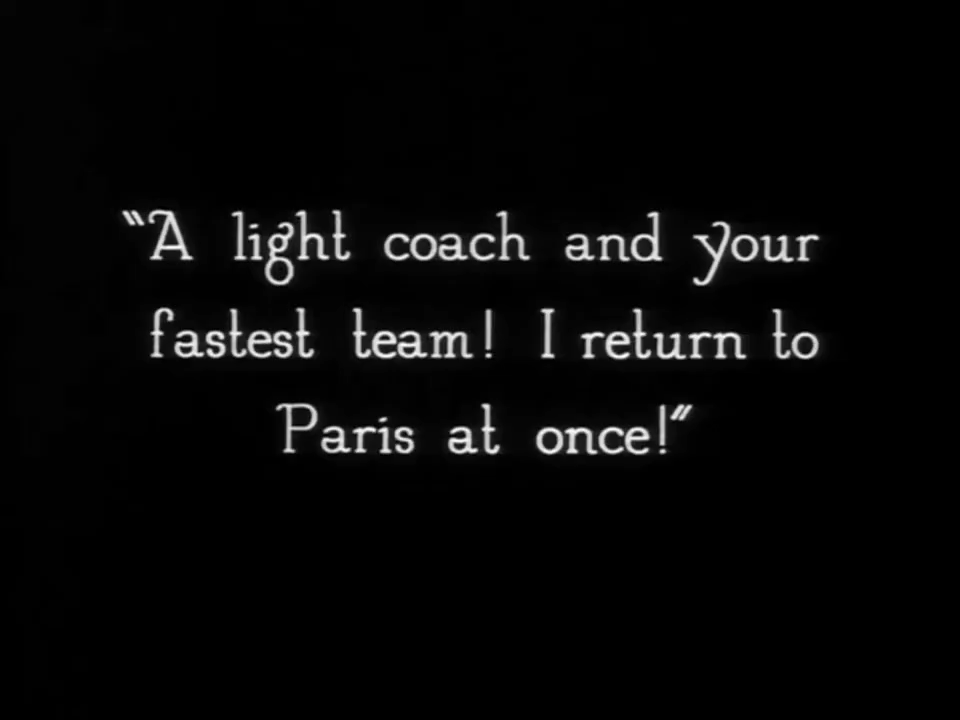 “A light coach and your
fastest team! I return to
Paris at once!”